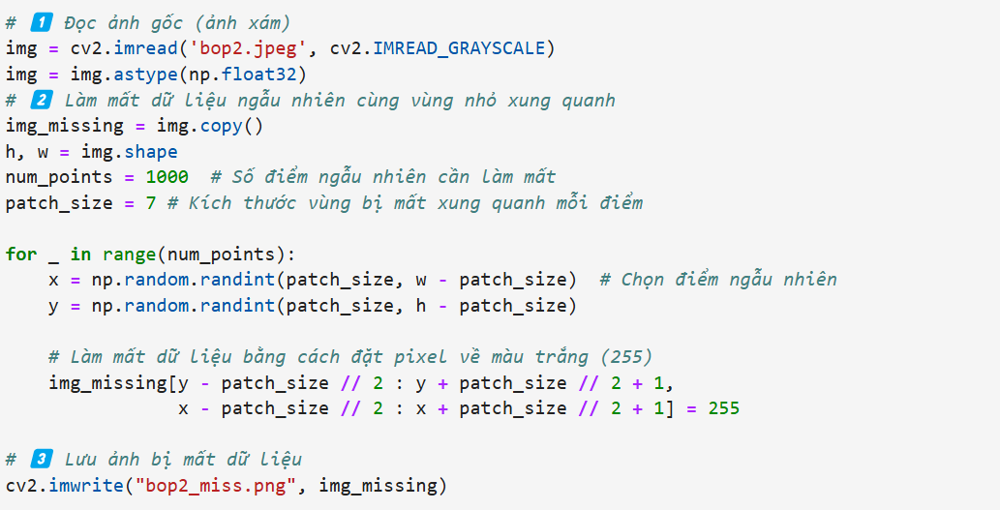 # 1️⃣ Đọc ảnh gốc (ảnh xám)
img = cv2.imread('bop2.jpeg', cv2.IMREAD_GRAYSCALE)
img = img.astype(np.float32)
# 2️⃣ Làm mất dữ liệu ngẫu nhiên cùng vùng nhỏ xung quanh
img_missing = img.copy()
h, w = img.shape
num_points = 1000  # Số điểm ngẫu nhiên cần làm mất
patch_size = 7 # Kích thước vùng bị mất xung quanh mỗi điểm

for _ in range(num_points):
    x = np.random.randint(patch_size, w - patch_size)  # Chọn điểm ngẫu nhiên
    y = np.random.randint(patch_size, h - patch_size)

    # Làm mất dữ liệu bằng cách đặt pixel về màu trắng (255)
    img_missing[y - patch_size // 2 : y + patch_size // 2 + 1,
                x - patch_size // 2 : x + patch_size // 2 + 1] = 255

# 3️⃣ Lưu ảnh bị mất dữ liệu
cv2.imwrite("bop2_miss.png", img_missing)